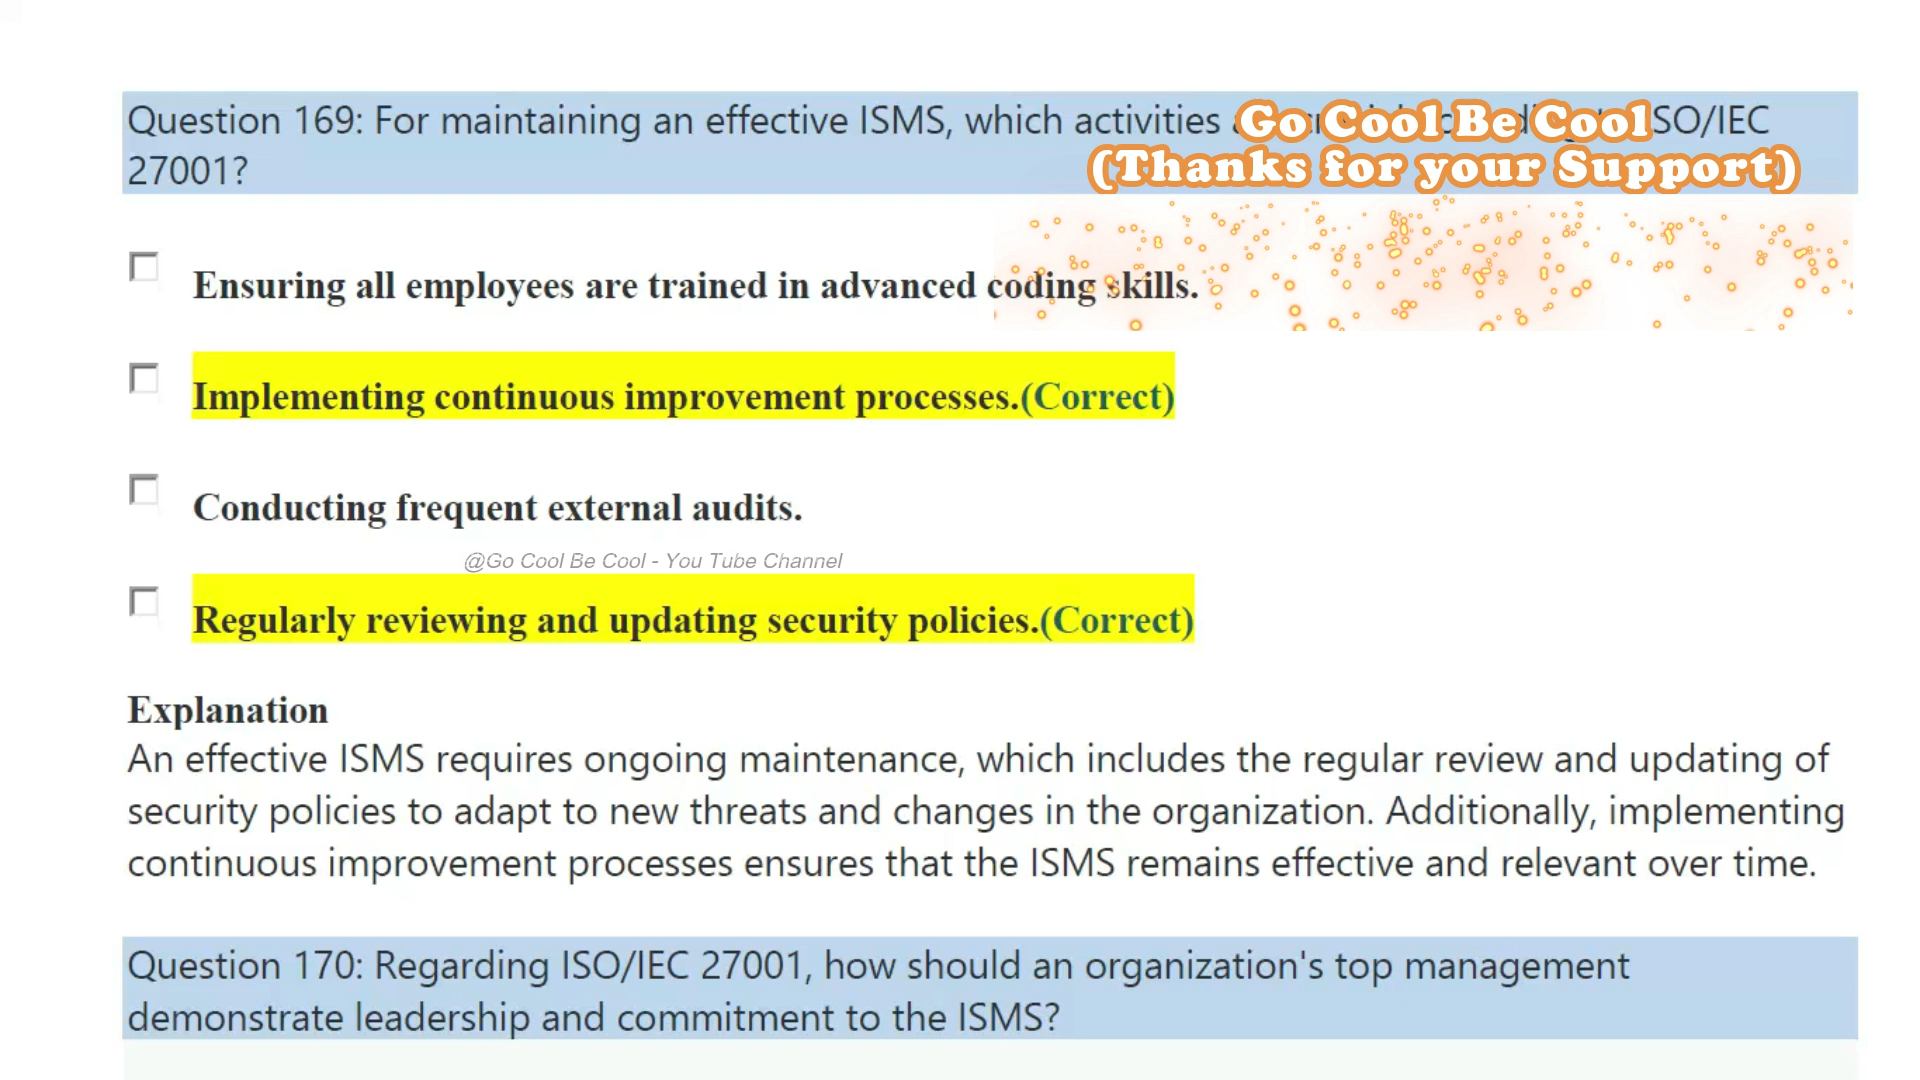 Question 169: For maintaining an effective ISMS, which activities SO/IEC
27001?
Go Cool Be Cool
(Thanks for your Support)
Ensuring all employees are trained in advanced coding skills.
Implementing continuous improvement processes.(Correct)
Conducting frequent external audits.
@Go Cool Be Cool - You Tube Channel
Regularly reviewing and updating security policies.(Correct)
Explanation
An effective ISMS requires ongoing maintenance, which includes the regular review and updating of
security policies to adapt to new threats and changes in the organization. Additionally, implementing
continuous improvement processes ensures that the ISMS remains effective and relevant over time.
Question 170: Regarding ISO/IEC 27001, how should an organization's top management
demonstrate leadership and commitment to the ISMS?